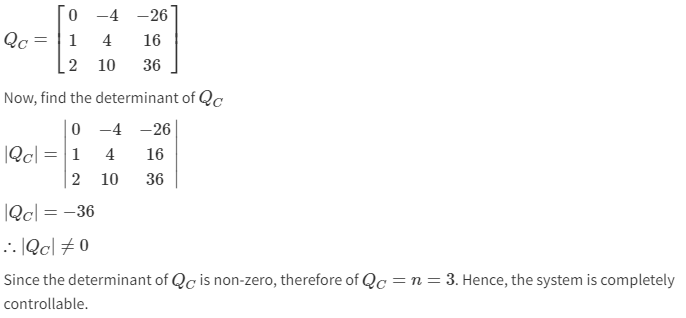 Q_C = [0 −4 −26; 1 4 16; 2 10 36]
Now, find the determinant of Q_C
|Q_C| = |0 −4 −26; 1 4 16; 2 10 36|
|Q_C| = −36
∴ |Q_C| ≠ 0
Since the determinant of Q_C is non-zero, therefore of Q_C = n = 3. Hence, the system is completely
controllable.